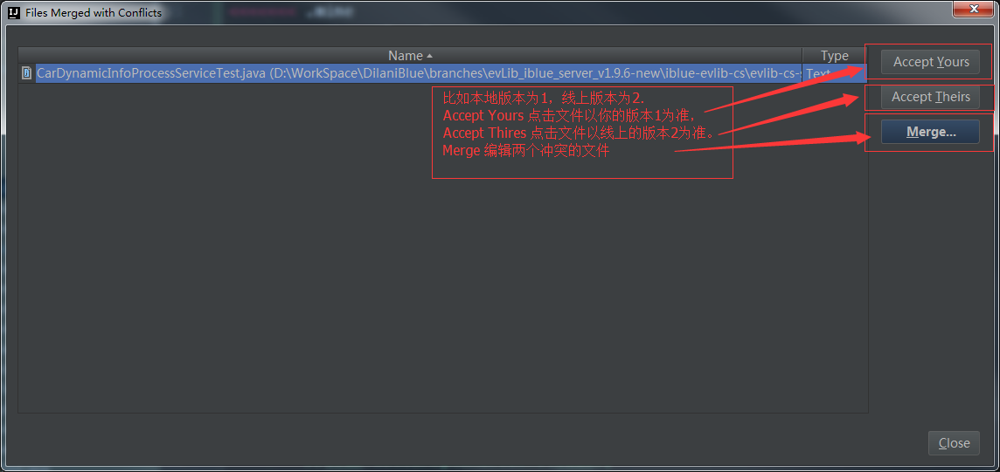 Files Merged with Conflicts
Name
Type
CarDynamicInfoProcessServiceTest.java (D:\WorkSpace\DilaniBlue\branches\evLib_iblue_server_v1.9.6-new\iblue-evlib-cs\evlib-cs-
Text
Accept Yours
Accept Theirs
Merge...
比如本地版本为1，线上版本为2.
Accept Yours 点击文件以你的版本1为准，
Accept Thires 点击文件以线上的版本2为准。
Merge 编辑两个冲突的文件
Close